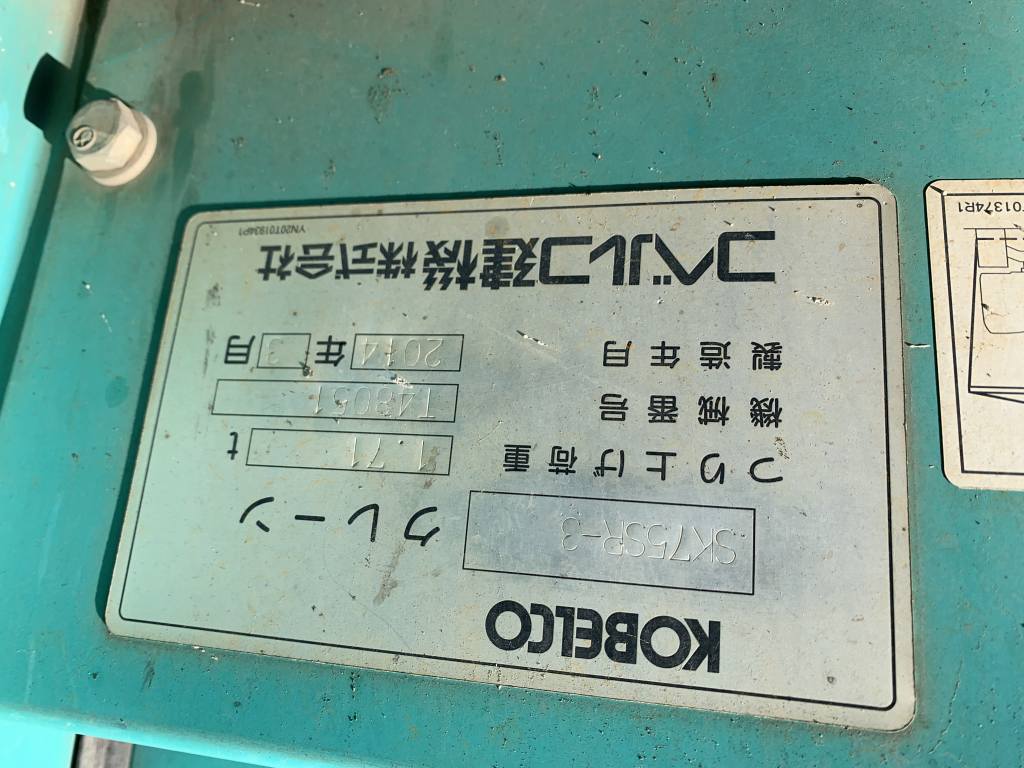 KOBELCO
SK75SR-3 クレーン
つり上げ荷重 1.71 t
機械番号 T48051
製造年月 2014年 3月
コベルコ建機株式会社
YN20T01934P1
T01374R1